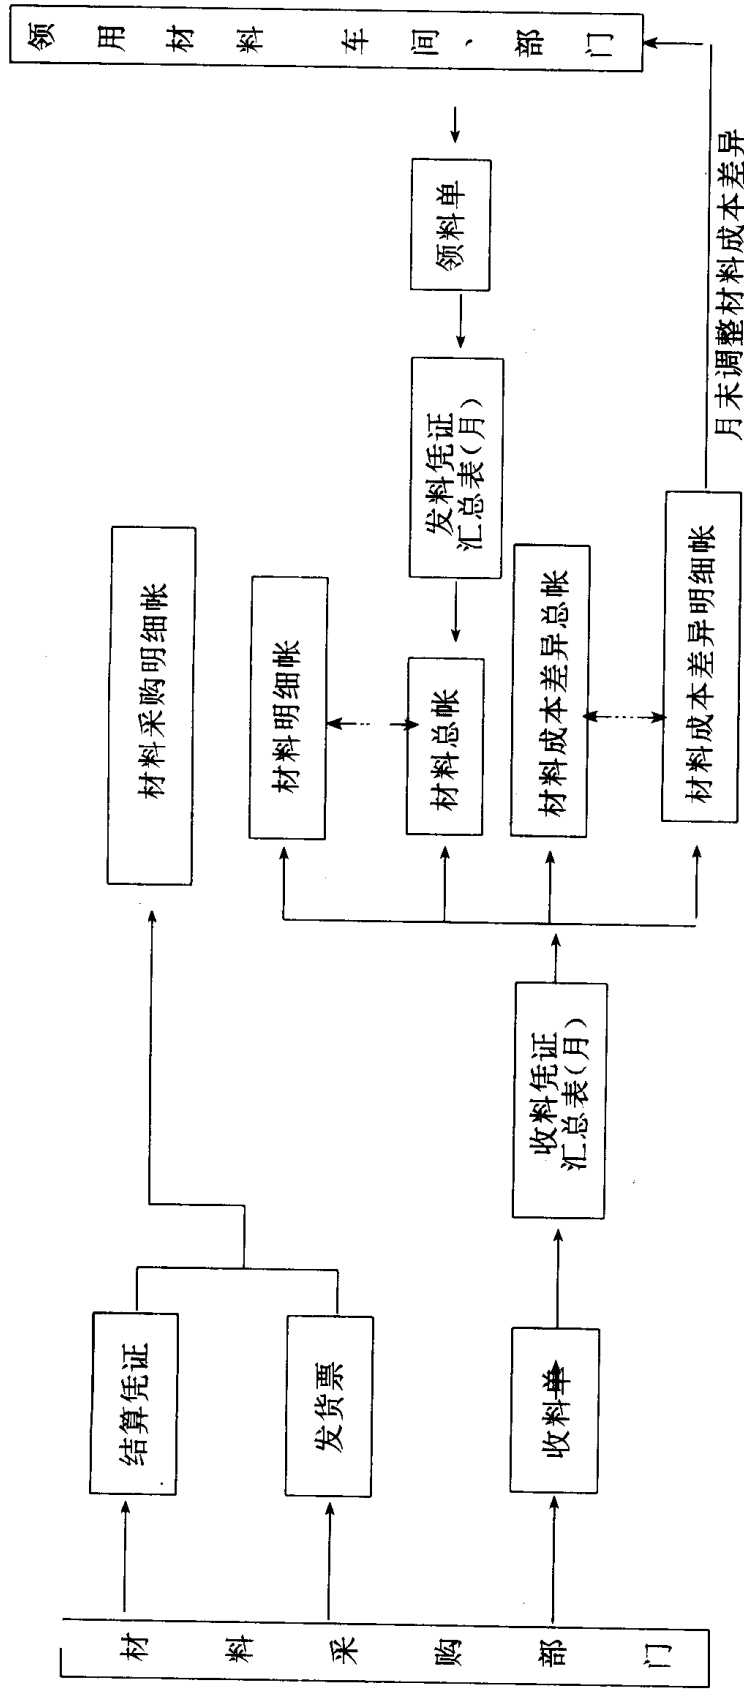 材料采购部门
结算凭证
发货票
收料单
收料凭证
汇总表(月)
材料采购明细帐
材料明细帐
材料总帐
材料成本差异总帐
材料成本差异明细帐
发料凭证
汇总表(月)
领料单
月末调整材料成本差异
领用材料 车间、部门